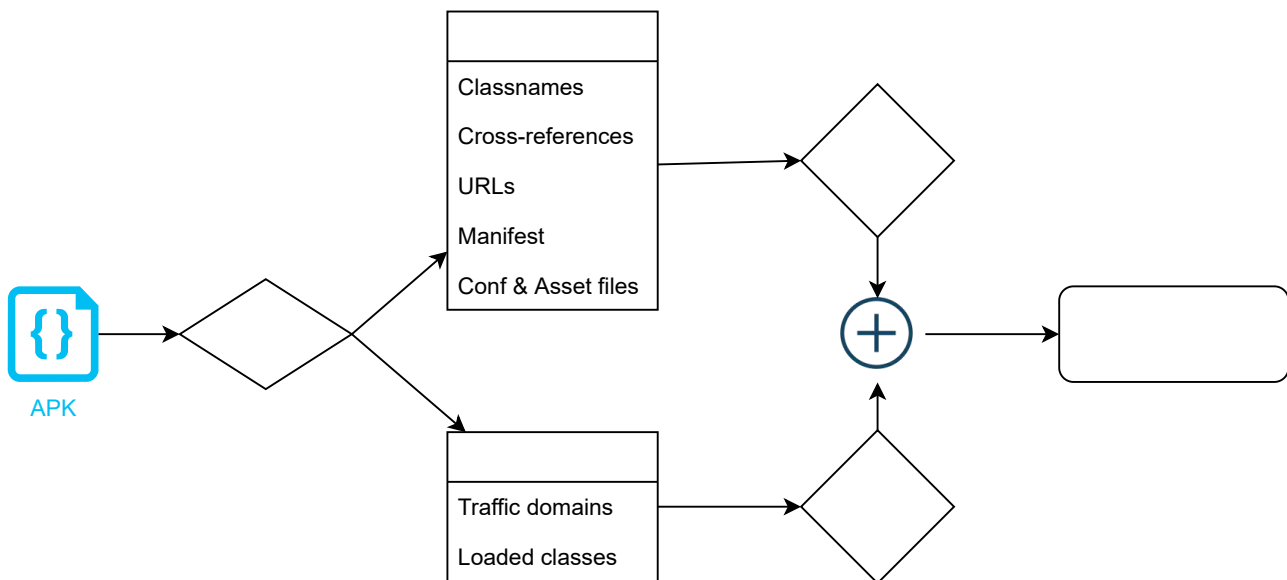 APK
Classnames
Cross-references
URLs
Manifest
Conf & Asset files
Traffic domains
Loaded classes